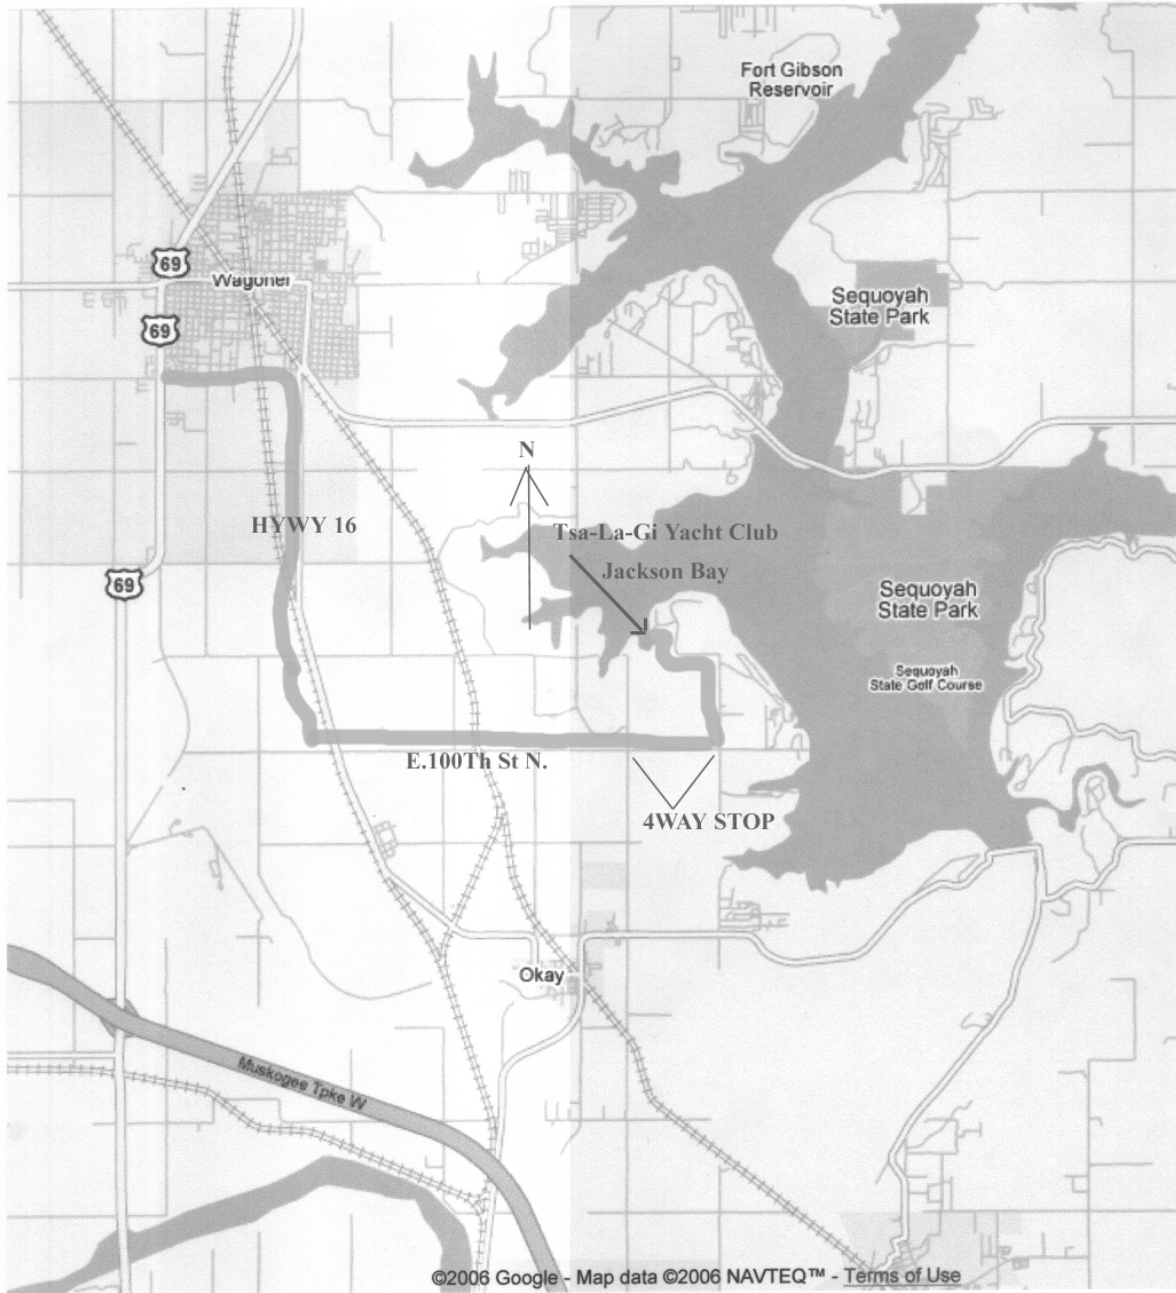 Fort Gibson
Reservoir
69
Wagoner
69
Sequoyah
State Park
N
HYWY 16
Tsa-La-Gi Yacht Club
Jackson Bay
69
Sequoyah
State Park
Sequoyah
State Golf Course
E.100Th St N.
4WAY STOP
Okay
Muskogee Tpke W
©2006 Google - Map data ©2006 NAVTEQ™ - Terms of Use